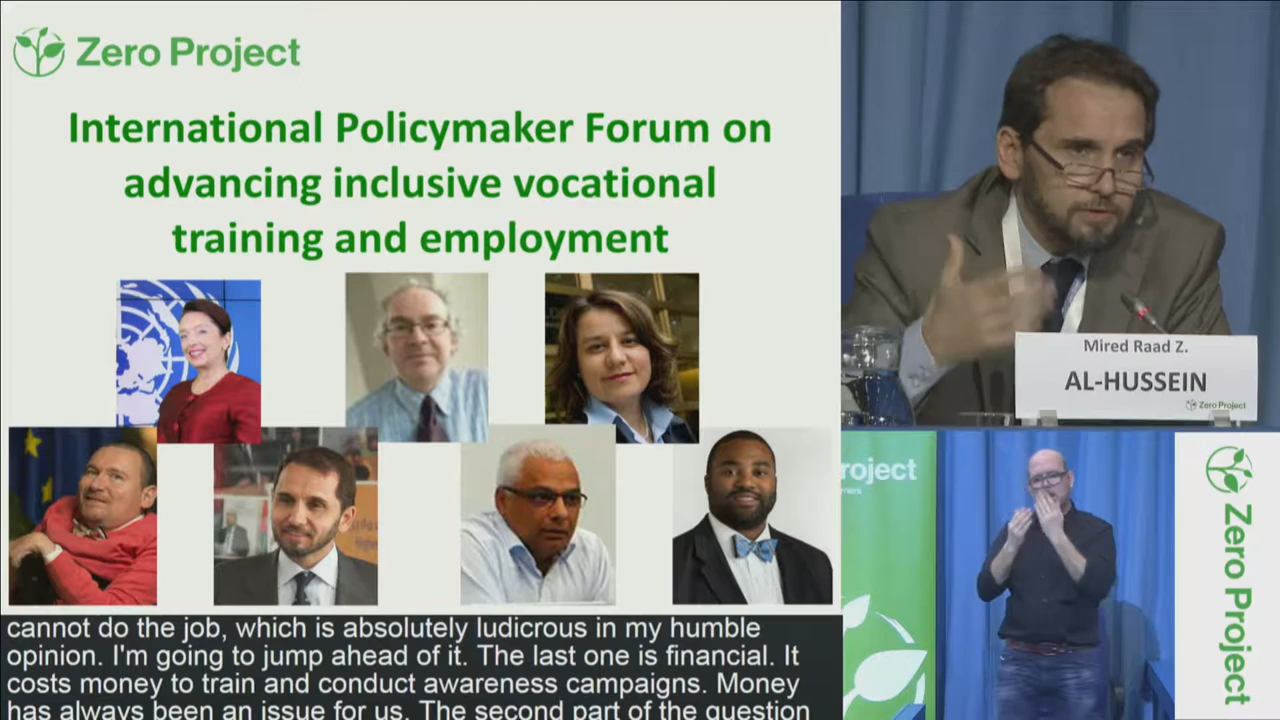 Zero Project
International Policymaker Forum on
advancing inclusive vocational
training and employment
Mired Raad Z.
AL-HUSSEIN
Zero Project
cannot do the job, which is absolutely ludicrous in my humble
opinion. I'm going to jump ahead of it. The last one is financial. It
costs money to train and conduct awareness campaigns. Money
has always been an issue for us. The second part of the question
Project
Zero Project